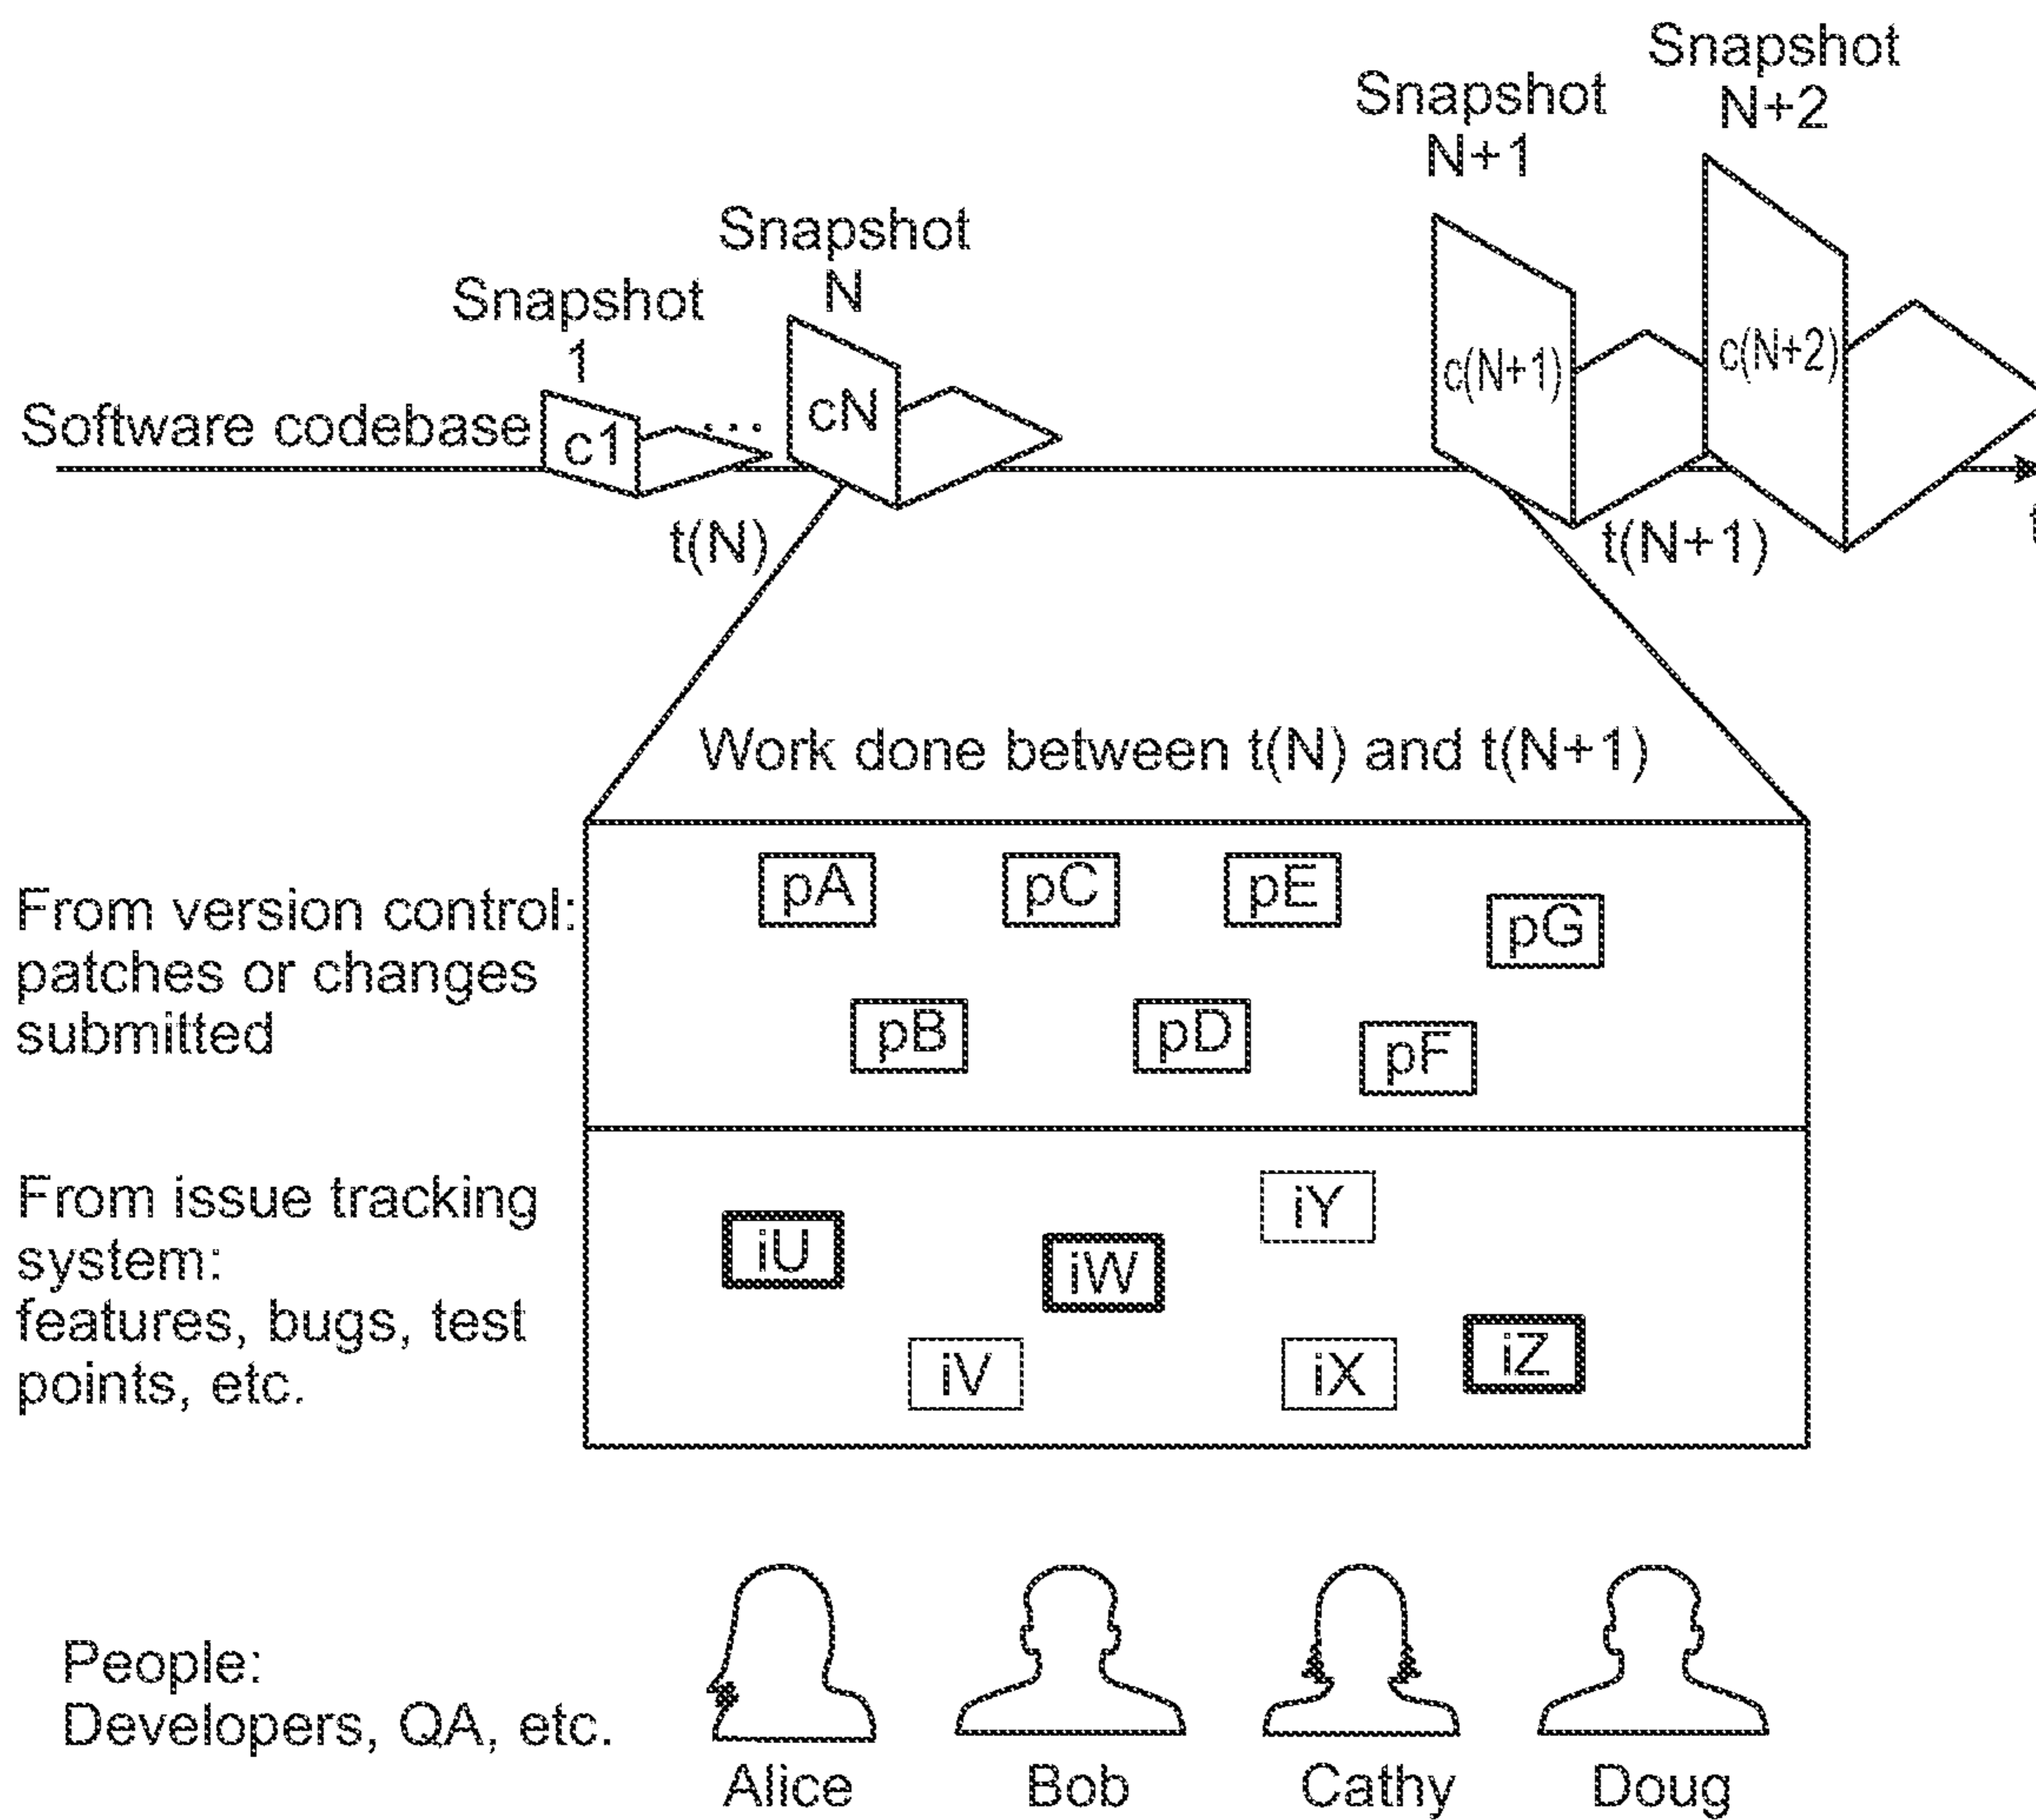 Snapshot
N+2
Snapshot
N+1
Snapshot
N
Snapshot
1
Software codebase
c1
...
cN
c(N+1)
c(N+2)
t(N)
t(N+1)
t
Work done between t(N) and t(N+1)
From version control:
patches or changes
submitted
pA
pC
pE
pG
pB
pD
pF
From issue tracking
system:
features, bugs, test
points, etc.
iY
iU
iW
iV
iX
iZ
People:
Developers, QA, etc.
Alice
Bob
Cathy
Doug